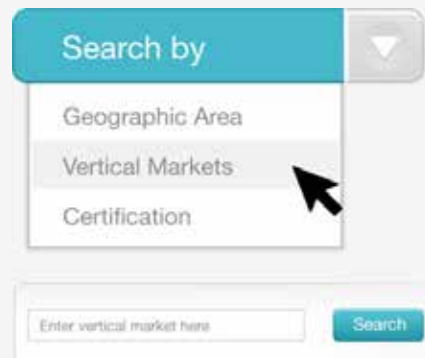 Search by
Geographic Area
Vertical Markets
Certification
Enter vertical market here
Search